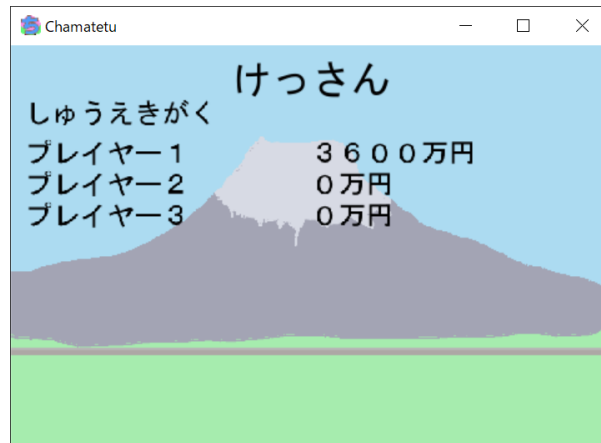 Chamatetu
けっさん
しゅうえきがく
プレイヤー１ ３６００万円
プレイヤー２ ０万円
プレイヤー３ ０万円